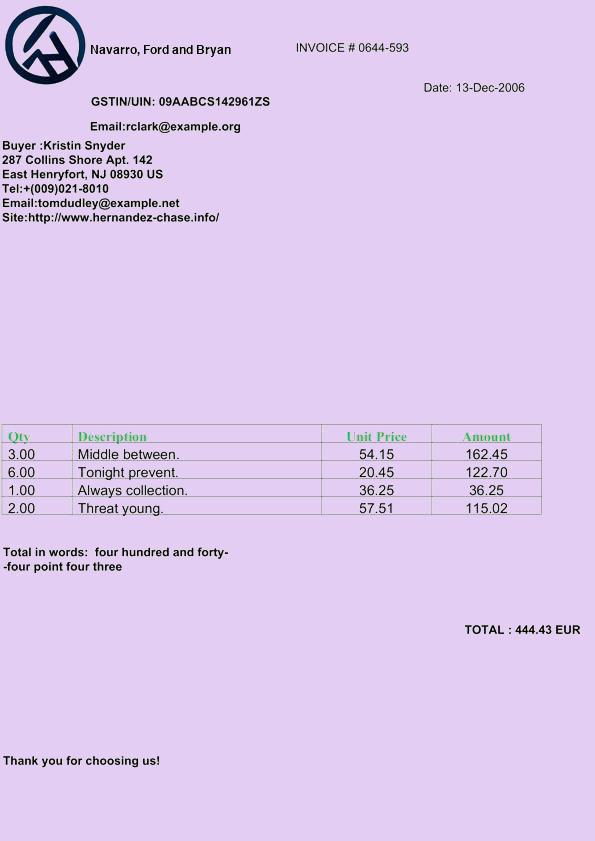 Navarro, Ford and Bryan
INVOICE # 0644-593
Date: 13-Dec-2006
GSTIN/UIN: 09AABCS142961ZS
Email:rclark@example.org
Buyer :Kristin Snyder
287 Collins Shore Apt. 142
East Henryfort, NJ 08930 US
Tel:+(009)021-8010
Email:tomdudley@example.net
Site:http://www.hernandez-chase.info/
Qty Description Unit Price Amount
3.00 Middle between. 54.15 162.45
6.00 Tonight prevent. 20.45 122.70
1.00 Always collection. 36.25 36.25
2.00 Threat young. 57.51 115.02
Total in words:  four hundred and forty-
-four point four three
TOTAL : 444.43 EUR
Thank you for choosing us!